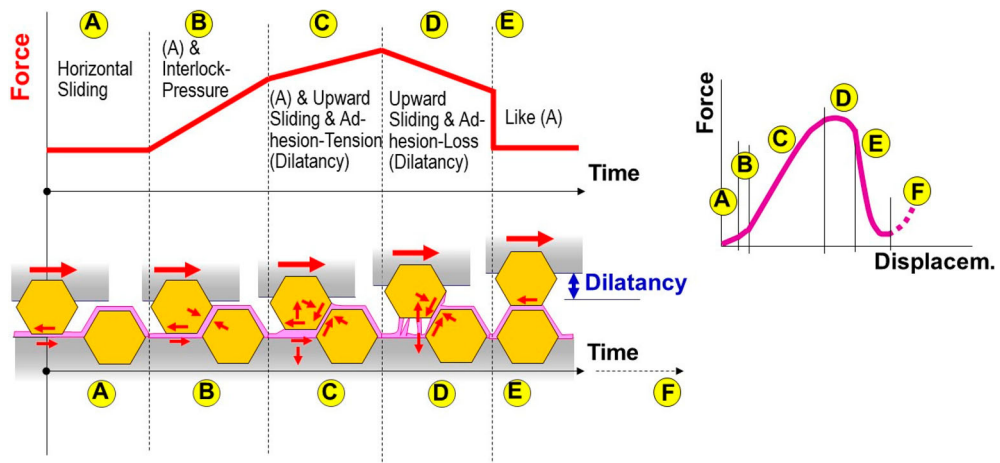 A
B
C
D
E
Force
Horizontal
Sliding
(A) &
Interlock-
Pressure
(A) & Upward
Sliding & Ad-
hesion-Tension
(Dilatancy)
Upward
Sliding & Ad-
hesion-Loss
(Dilatancy)
Like (A)
Time
Dilatancy
Time
A
B
C
D
E
F
Force
A
B
C
D
E
F
Displacem.